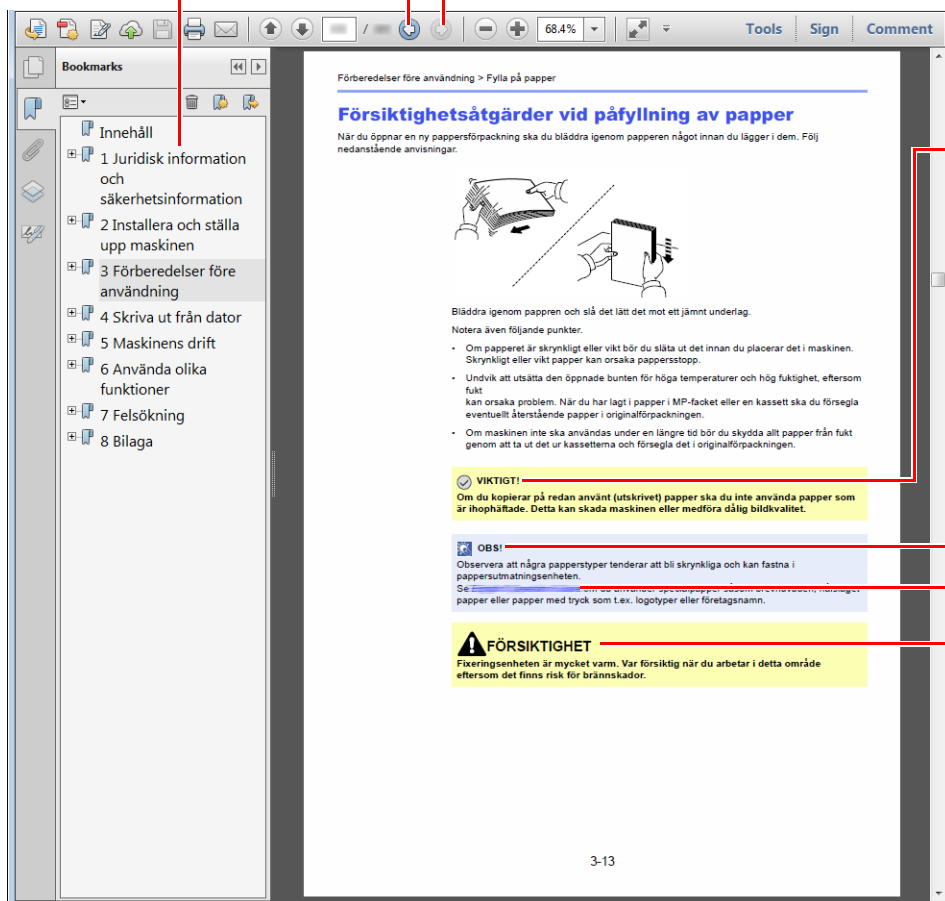 /
68.4%
Tools
Sign
Comment
Bookmarks
Innehåll
1 Juridisk information
och
säkerhetsinformation
2 Installera och ställa
upp maskinen
3 Förberedelser före
användning
4 Skriva ut från dator
5 Maskinens drift
6 Använda olika
funktioner
7 Felsökning
8 Bilaga
Förberedelser före användning > Fylla på papper
Försiktighetsåtgärder vid påfyllning av papper
När du öppnar en ny pappersförpackning ska du bläddra igenom papperen något innan du lägger i dem. Följ
nedanstående anvisningar.
Bläddra igenom pappren och slå det lätt det mot ett jämnt underlag.
Notera även följande punkter.
• Om papperet är skrynkligt eller vikt bör du släta ut det innan du placerar det i maskinen.
Skrynkligt eller vikt papper kan orsaka pappersstopp.
• Undvik att utsätta den öppnade bunten för höga temperaturer och hög fuktighet, eftersom
fukt
kan orsaka problem. När du har lagt i papper i MP-facket eller en kassett ska du försegla
eventuellt återstående papper i originalförpackningen.
• Om maskinen inte ska användas under en längre tid bör du skydda allt papper från fukt
genom att ta ut det ur kassetterna och försegla det i originalförpackningen.
VIKTIGT!
Om du kopierar på redan använt (utskrivet) papper ska du inte använda papper som
är ihophäftade. Detta kan skada maskinen eller medföra dålig bildkvalitet.
OBS!
Observera att några papperstyper tenderar att bli skrynkliga och kan fastna i
pappersutmatningsenheten.
Se om du använder specialpapper såsom brevhuvuden, hålslaget
papper eller papper med tryck som t.ex. logotyper eller företagsnamn.
FÖRSIKTIGHET
Fixeringsenheten är mycket varm. Var försiktig när du arbetar i detta område
eftersom det finns risk för brännskador.
3-13